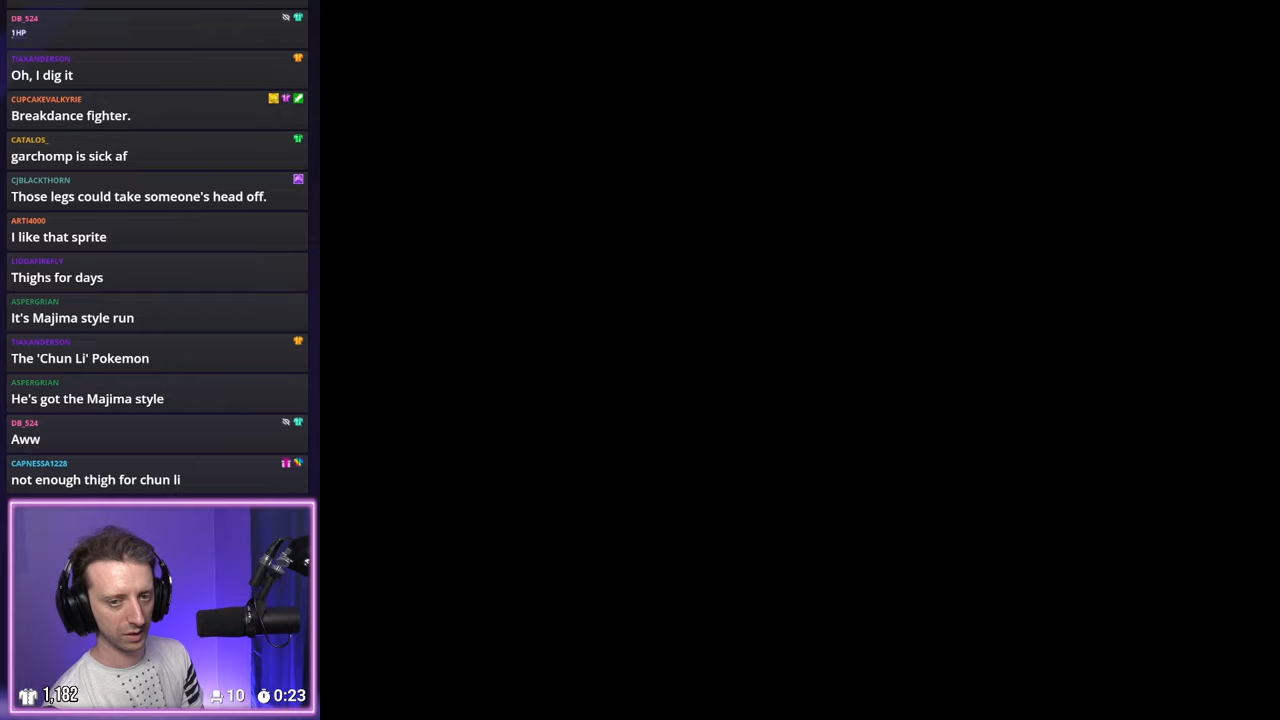 DB_524
1HP
TIAXANDERSON
Oh, I dig it
CUPCAKEVALKYRIE
Breakdance fighter.
CATALOS_
garchomp is sick af
CJBLACKTHORN
Those legs could take someone's head off.
ARTI4000
I like that sprite
LIDDAFIREFLY
Thighs for days
ASPERGRIAN
It's Majima style run
TIAXANDERSON
The 'Chun Li' Pokemon
ASPERGRIAN
He's got the Majima style
DB_524
Aww
CAPNESSA1228
not enough thigh for chun li
1,182
10
0:23